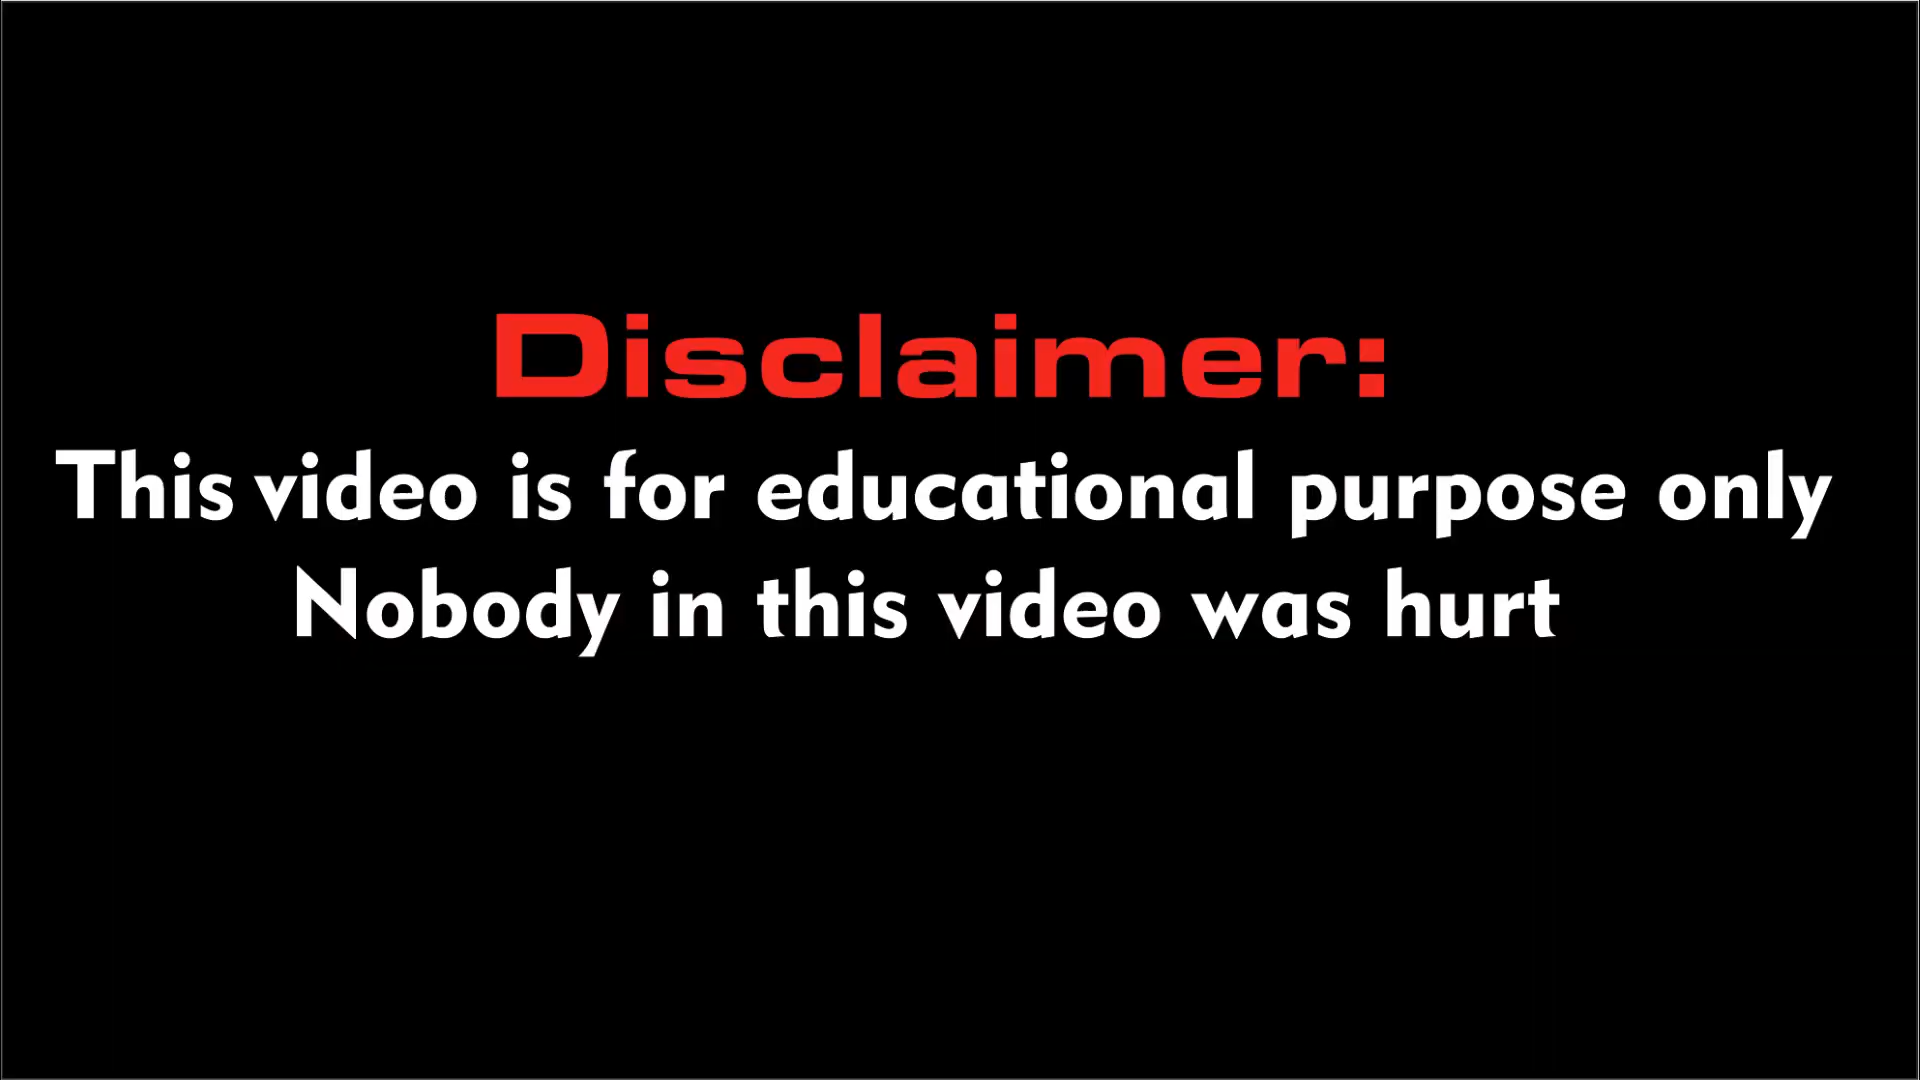 Disclaimer:
This video is for educational purpose only
Nobody in this video was hurt